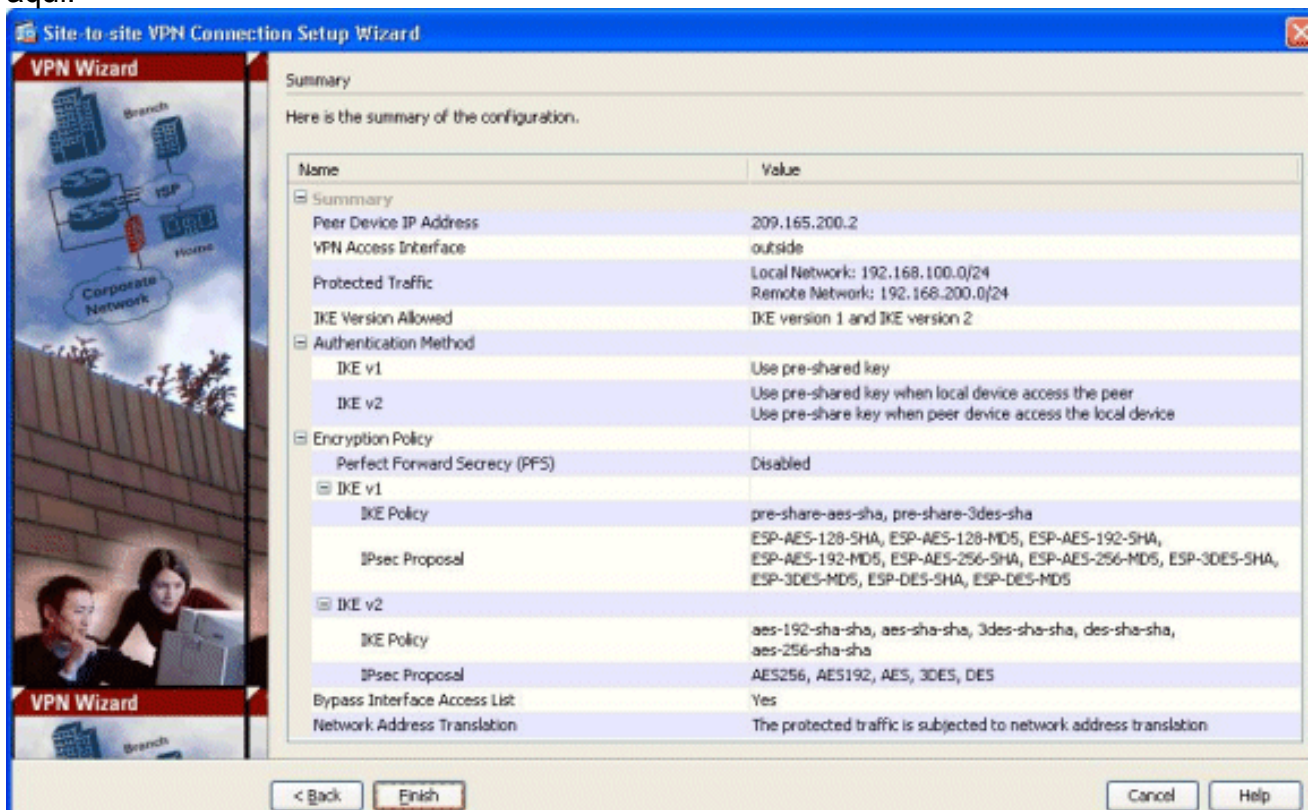 aquí.
Site-to-site VPN Connection Setup Wizard
VPN Wizard
Branch
ISP
Home
Corporate
Network
Summary
Here is the summary of the configuration.
Name Value
Summary
Peer Device IP Address 209.165.200.2
VPN Access Interface outside
Protected Traffic Local Network: 192.168.100.0/24
Remote Network: 192.168.200.0/24
IKE Version Allowed IKE version 1 and IKE version 2
Authentication Method
IKE v1 Use pre-shared key
IKE v2 Use pre-shared key when local device access the peer
Use pre-share key when peer device access the local device
Encryption Policy
Perfect Forward Secrecy (PFS) Disabled
IKE v1
IKE Policy pre-share-aes-sha, pre-share-3des-sha
IPsec Proposal ESP-AES-128-SHA, ESP-AES-128-MD5, ESP-AES-192-SHA,
ESP-AES-192-MD5, ESP-AES-256-SHA, ESP-AES-256-MD5, ESP-3DES-SHA,
ESP-3DES-MD5, ESP-DES-SHA, ESP-DES-MD5
IKE v2
IKE Policy aes-192-sha-sha, aes-sha-sha, 3des-sha-sha, des-sha-sha,
aes-256-sha-sha
IPsec Proposal AES256, AES192, AES, 3DES, DES
Bypass Interface Access List Yes
Network Address Translation The protected traffic is subjected to network address translation
VPN Wizard
Branch
< Back Finish Cancel Help